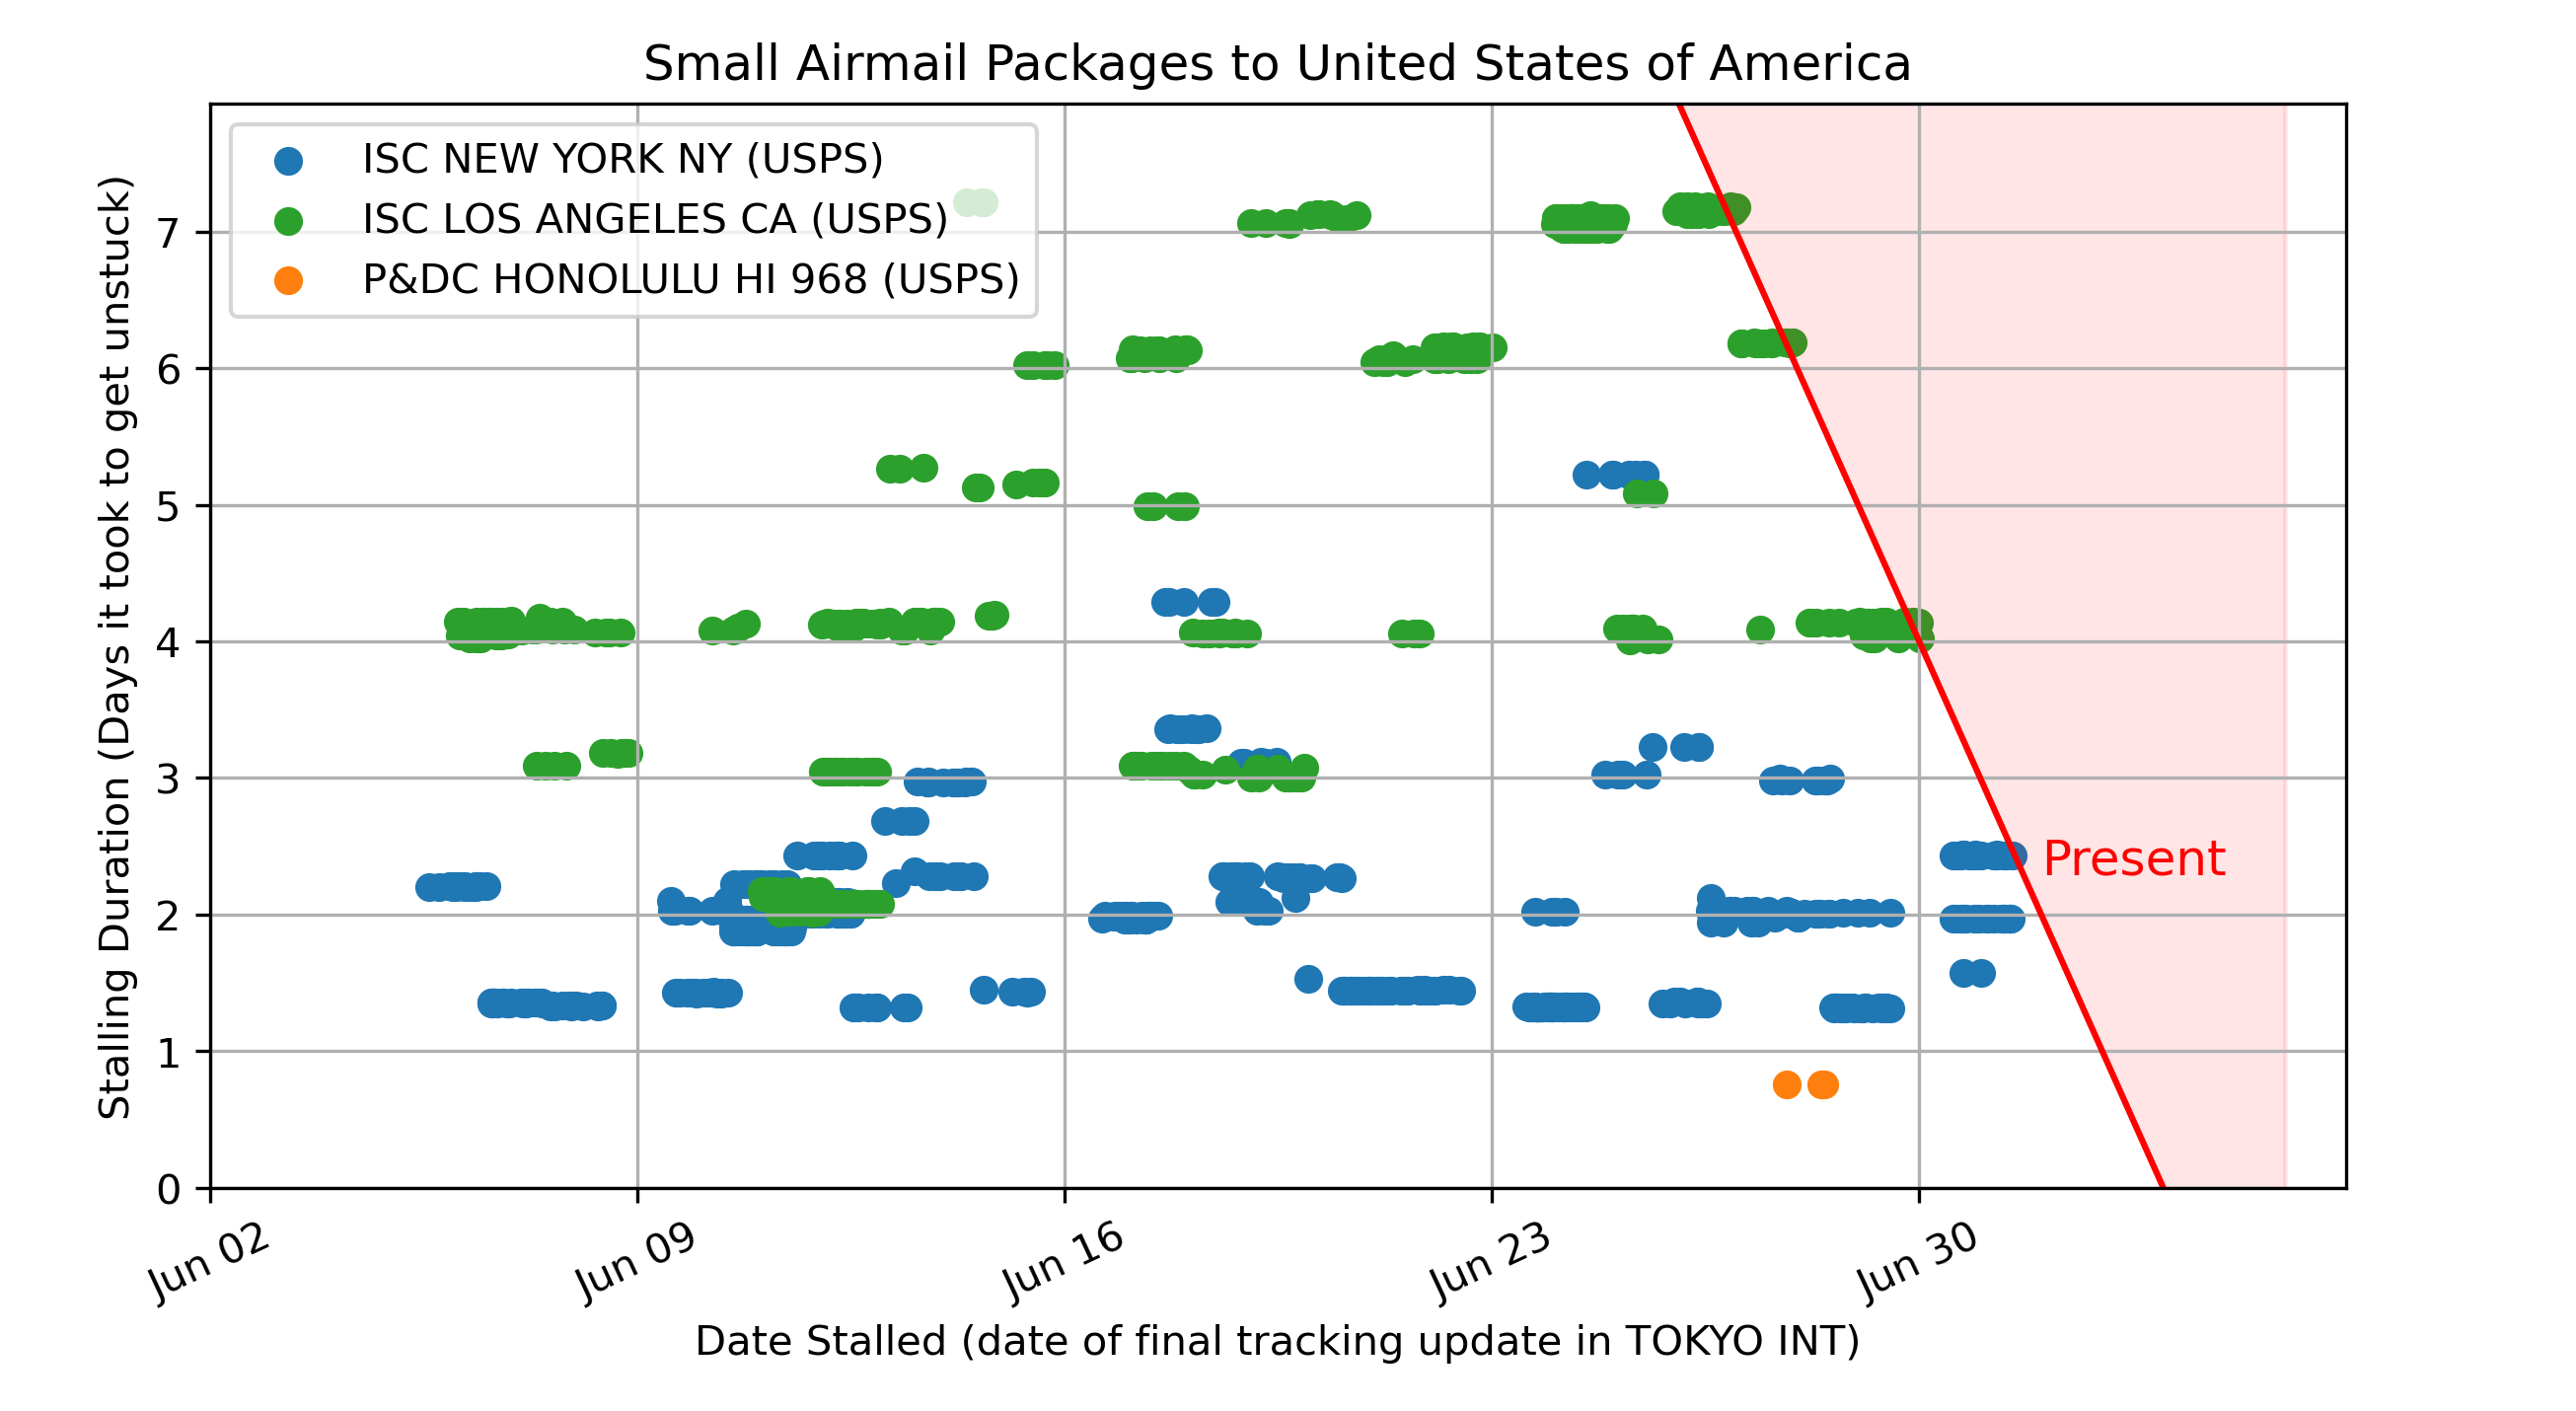 Small Airmail Packages to United States of America
ISC NEW YORK NY (USPS)
ISC LOS ANGELES CA (USPS)
P&DC HONOLULU HI 968 (USPS)
Stalling Duration (Days it took to get unstuck)
7
6
5
4
3
2
1
0
Present
Jun 02
Jun 09
Jun 16
Jun 23
Jun 30
Date Stalled (date of final tracking update in TOKYO INT)